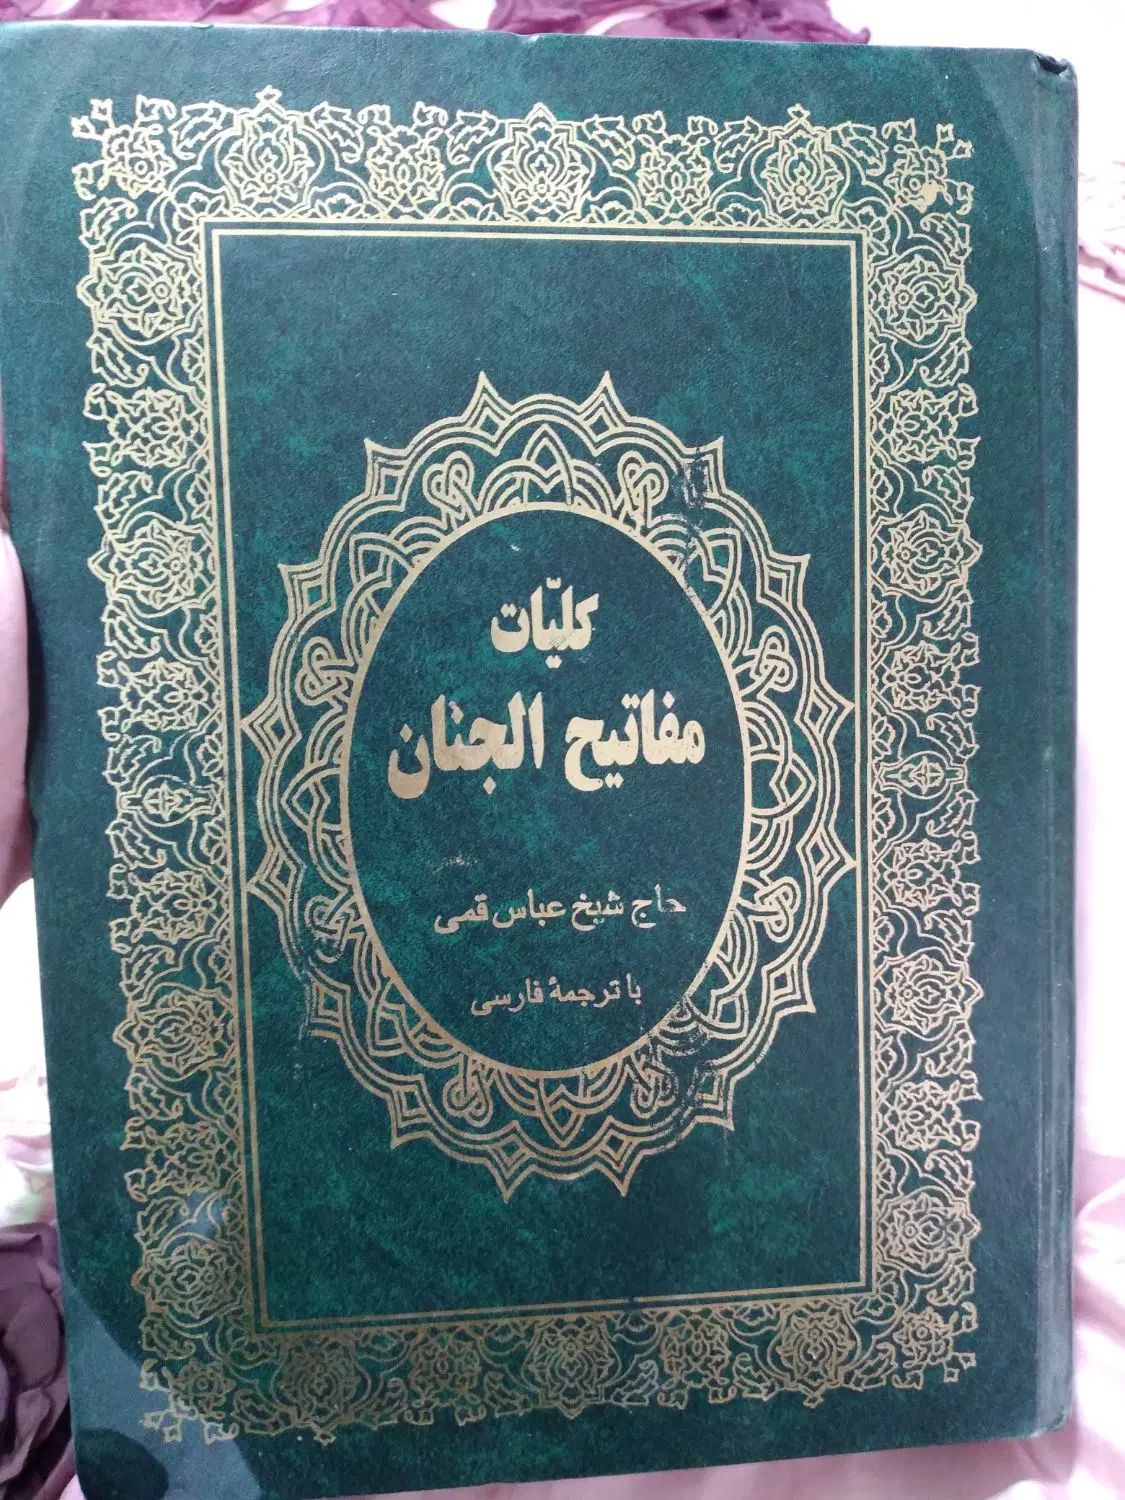 کلیّات
مفاتیح الجنان
حاج شیخ عباس قمی
با ترجمهٔ فارسی